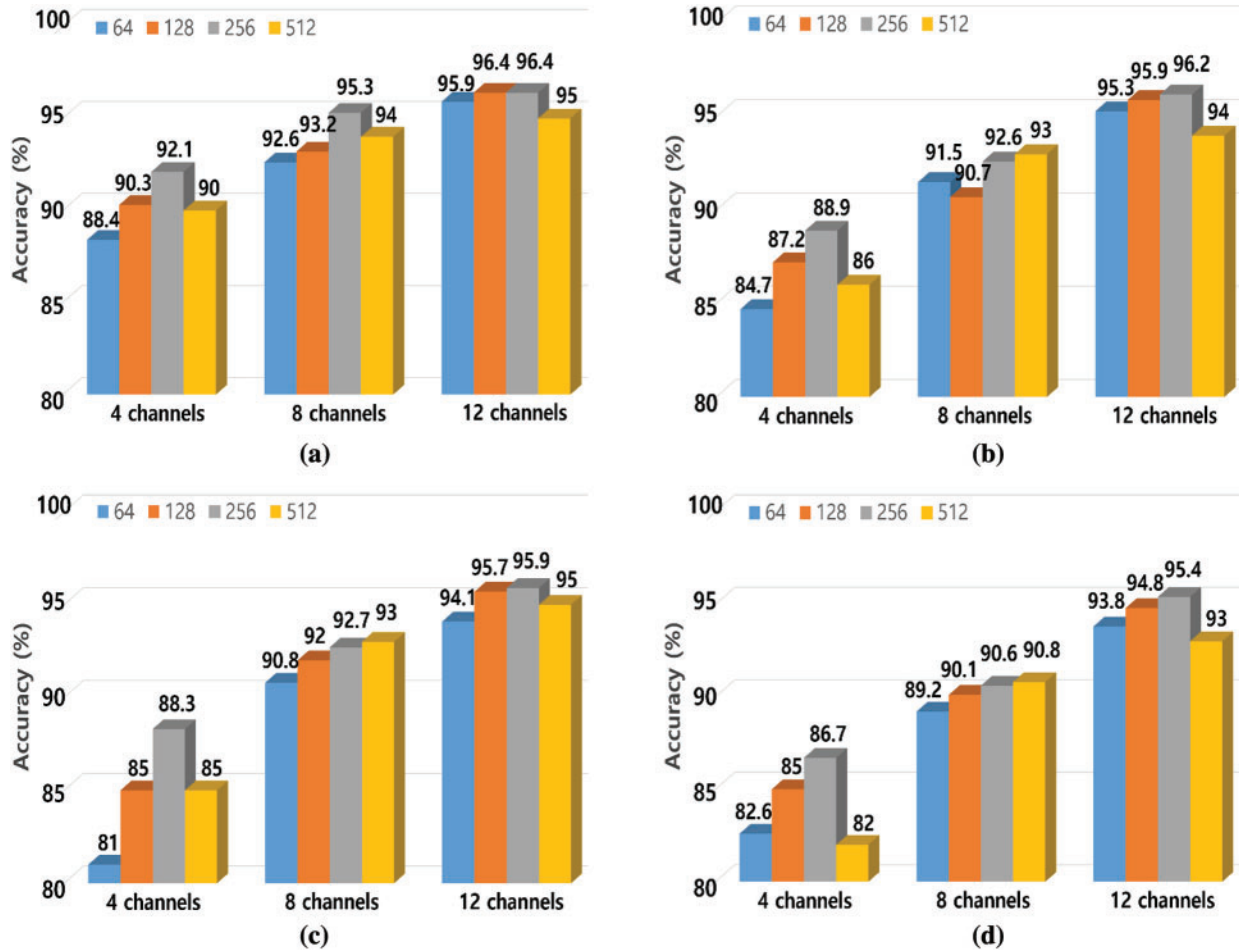 100
64 128 256 512
95
90
85
80
Accuracy (%)
88.4 90.3 92.1 90
92.6 93.2 95.3 94
95.9 96.4 96.4 95
4 channels 8 channels 12 channels
(a)
100
64 128 256 512
95
90
85
80
Accuracy (%)
84.7 87.2 88.9 86
91.5 90.7 92.6 93
95.3 95.9 96.2 94
4 channels 8 channels 12 channels
(b)
100
64 128 256 512
95
90
85
80
Accuracy (%)
81 85 88.3 85
90.8 92 92.7 93
94.1 95.7 95.9 95
4 channels 8 channels 12 channels
(c)
100
64 128 256 512
95
90
85
80
Accuracy (%)
82.6 85 86.7 82
89.2 90.1 90.6 90.8
93.8 94.8 95.4 93
4 channels 8 channels 12 channels
(d)